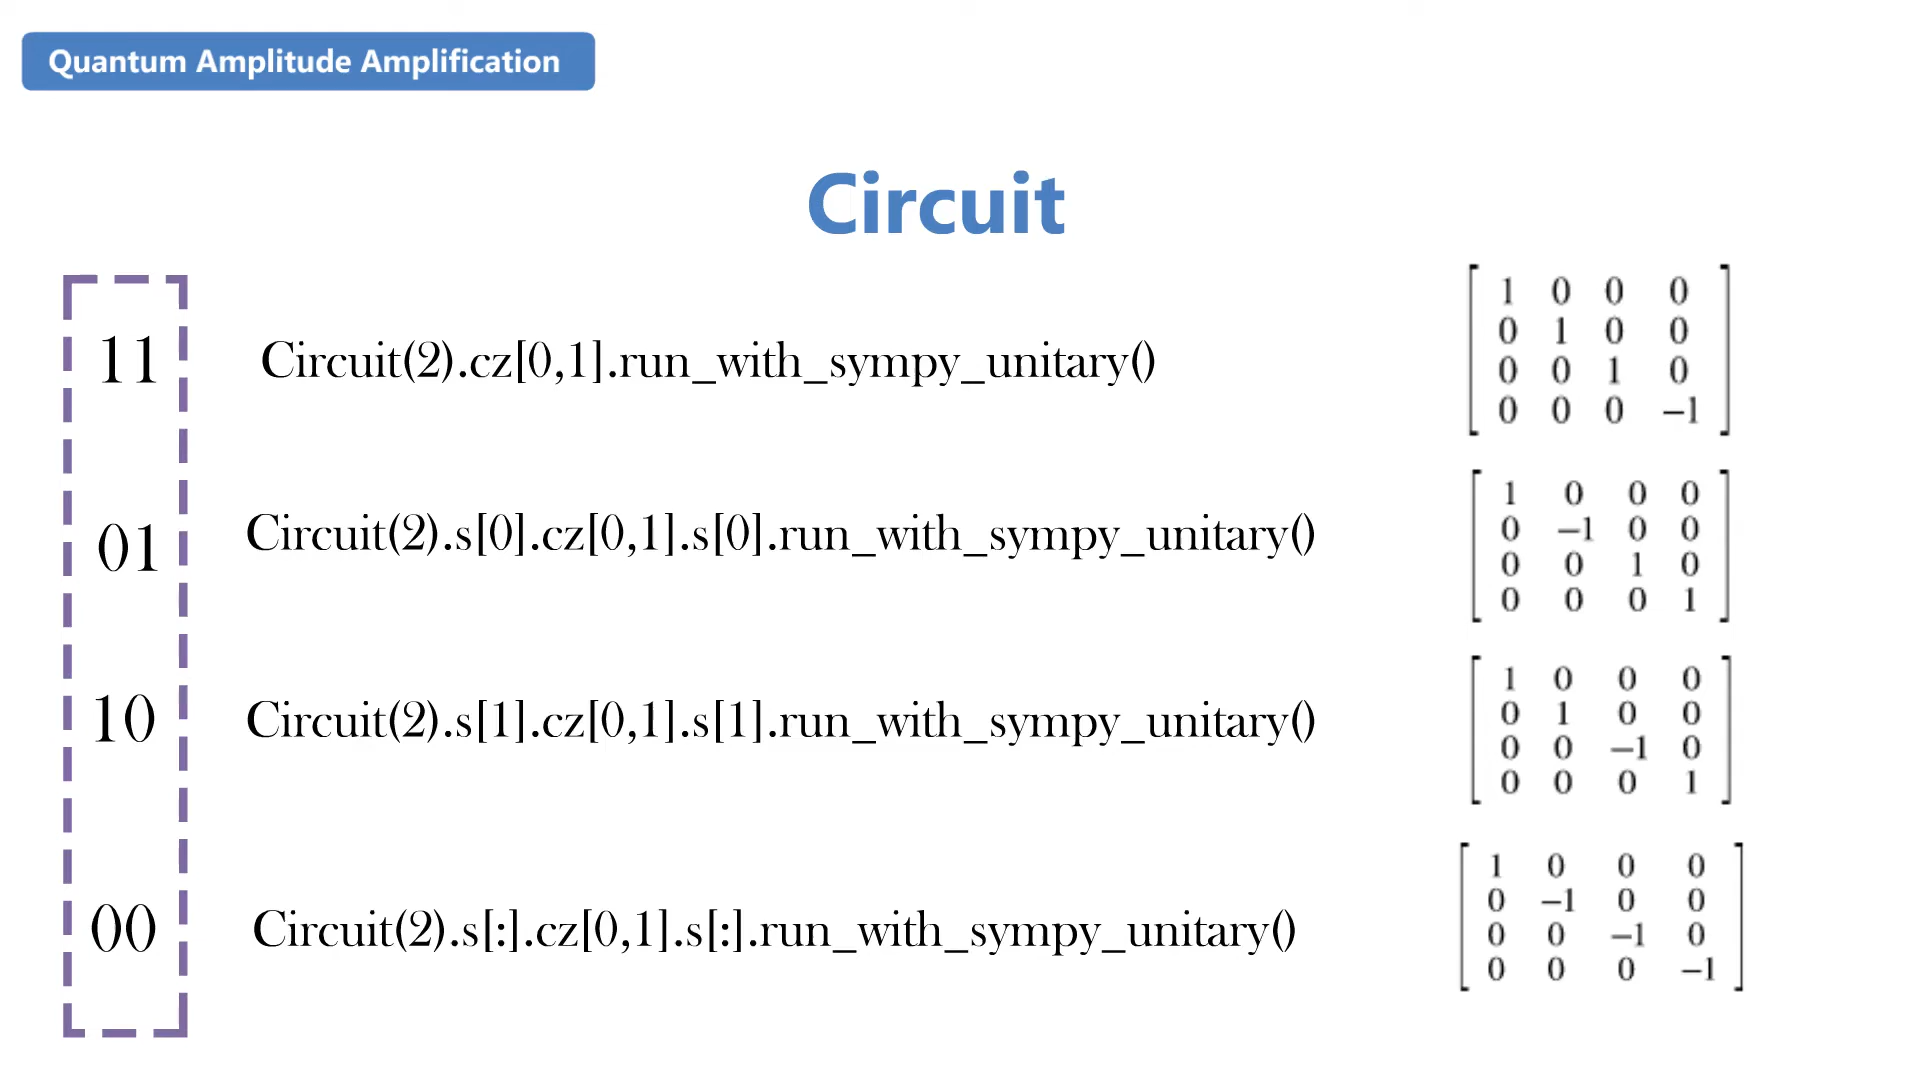 Quantum Amplitude Amplification
Circuit
11 Circuit(2).cz[0,1].run_with_sympy_unitary()
1 0 0 0
0 1 0 0
0 0 1 0
0 0 0 −1
01 Circuit(2).s[0].cz[0,1].s[0].run_with_sympy_unitary()
1 0 0 0
0 −1 0 0
0 0 1 0
0 0 0 1
10 Circuit(2).s[1].cz[0,1].s[1].run_with_sympy_unitary()
1 0 0 0
0 1 0 0
0 0 −1 0
0 0 0 1
00 Circuit(2).s[:].cz[0,1].s[:].run_with_sympy_unitary()
1 0 0 0
0 −1 0 0
0 0 −1 0
0 0 0 −1